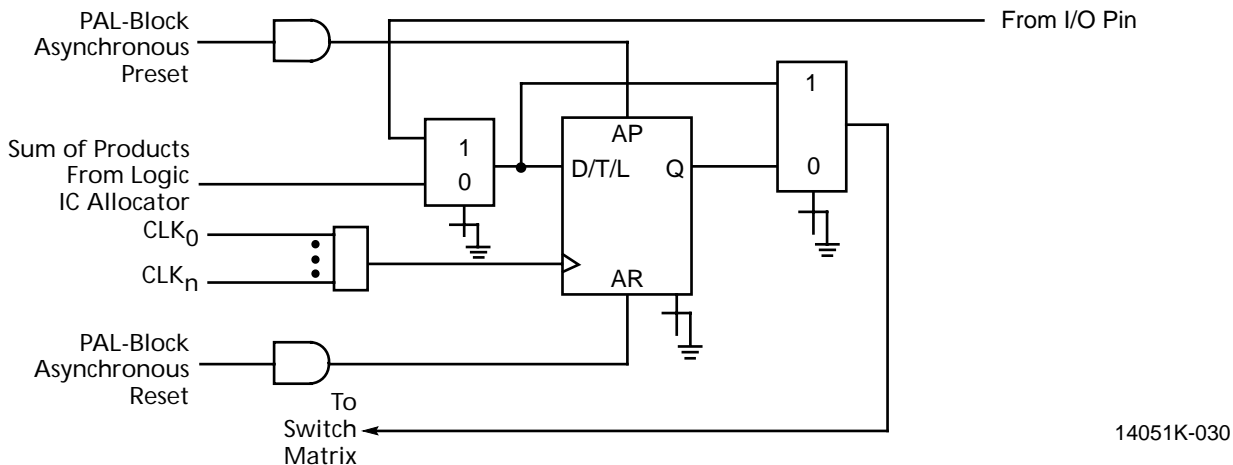 PAL-Block
Asynchronous
Preset
From I/O Pin
1
0
AP
D/T/L Q
AR
1
0
Sum of Products
From Logic
IC Allocator
CLK0
CLKn
PAL-Block
Asynchronous
Reset
To
Switch
Matrix
14051K-030